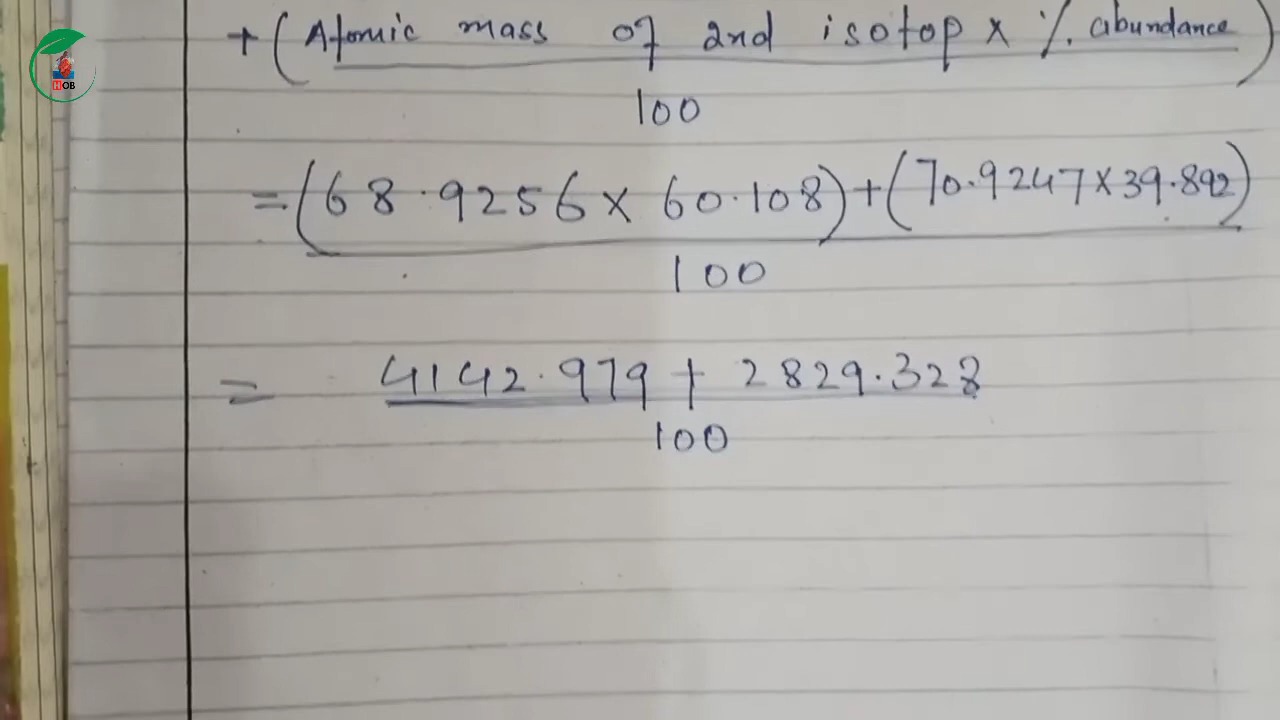 + (Atomic mass of 2nd isotop × % abundance)
100
= (68.9256 × 60.108) + (70.9247 × 39.892)
100
= 4142.979 + 2829.328
100
HOB